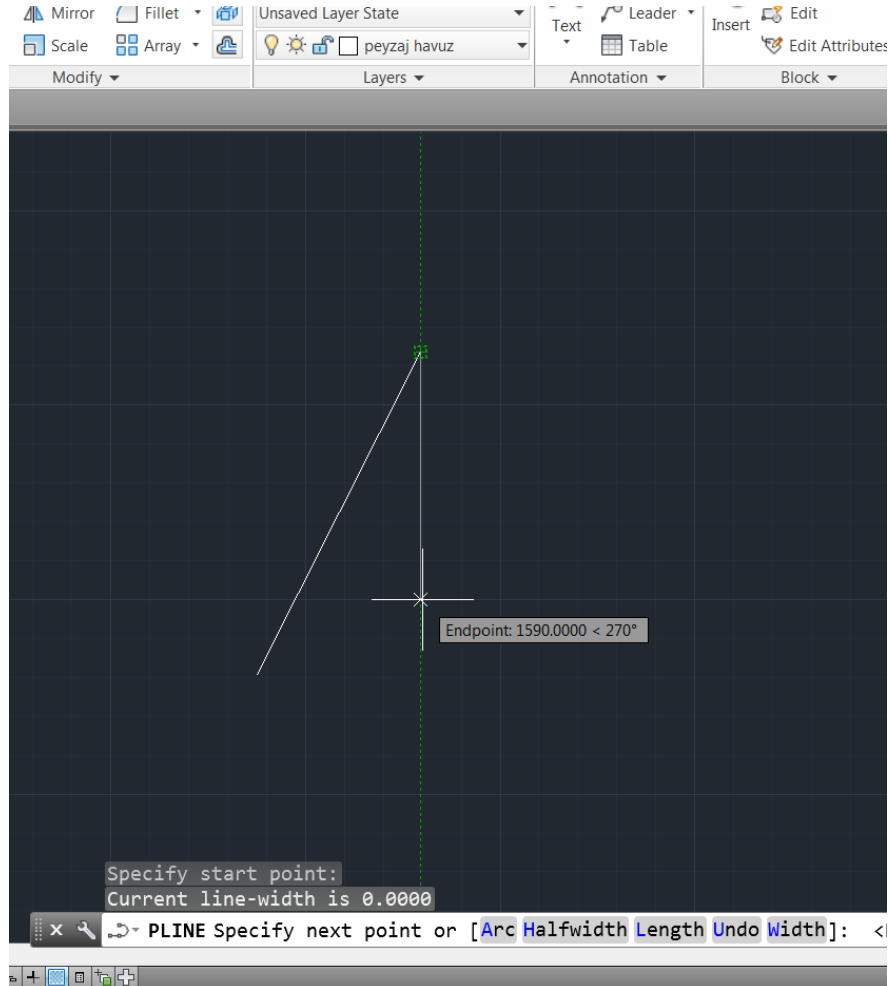 Mirror Fillet Unsaved Layer State Leader Edit
Text Insert
Scale Array peyzaj havuz Table Edit Attributes
Modify Layers Annotation Block
Endpoint: 1590.0000 < 270°
Specify start point:
Current line-width is 0.0000
PLINE Specify next point or [Arc Halfwidth Length Undo Width]: <